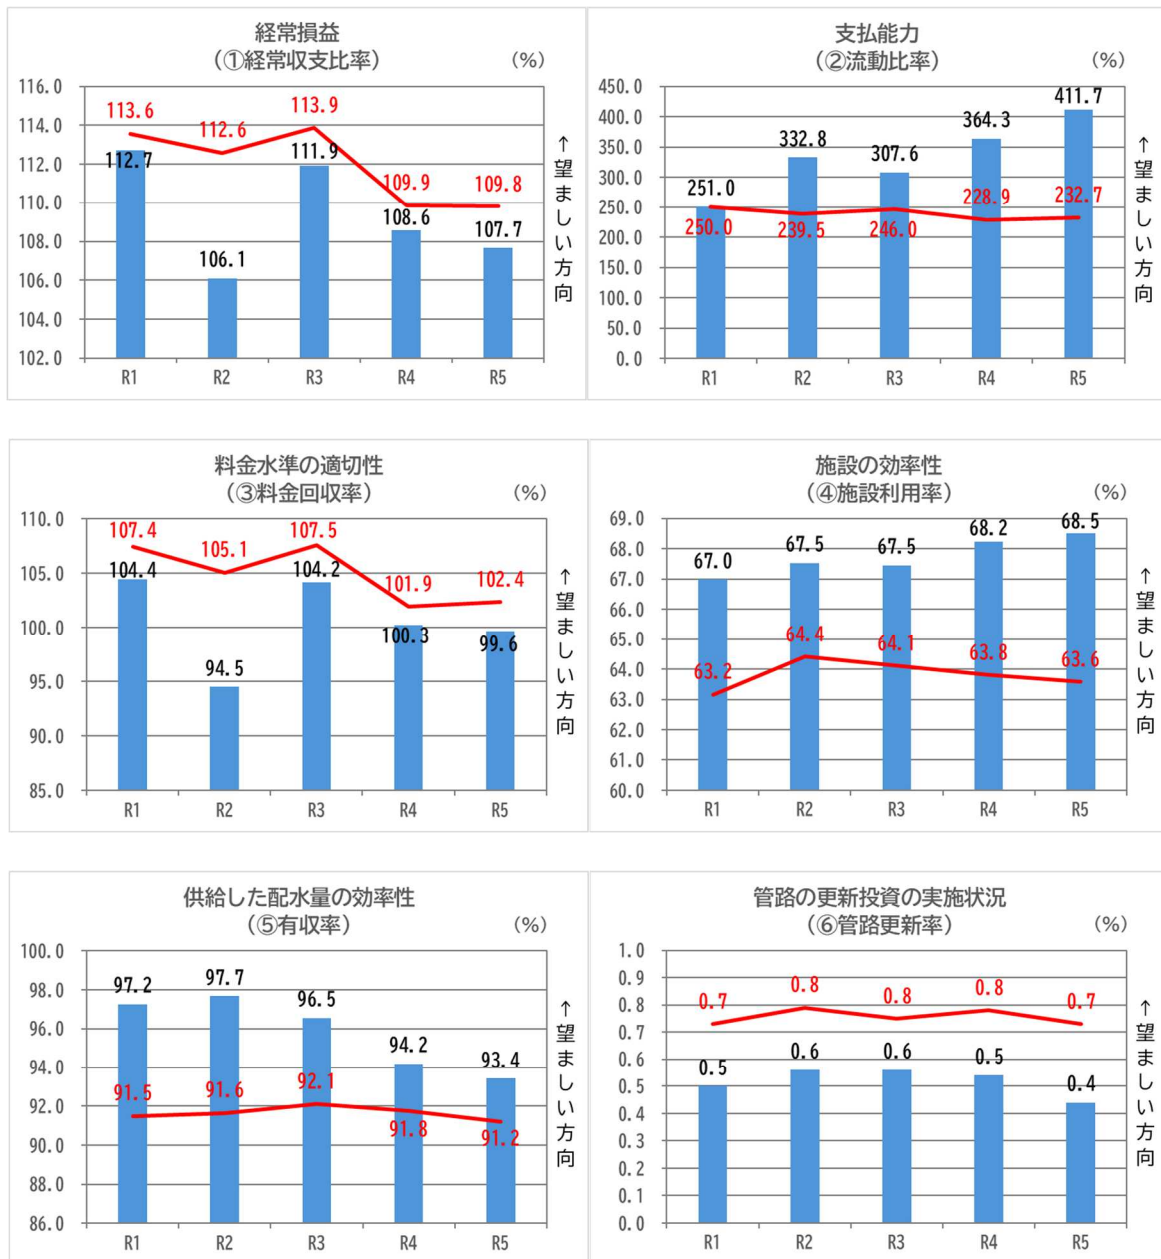 経常損益
(①経常収支比率)
(%)
116.0
114.0
112.0
110.0
108.0
106.0
104.0
102.0
113.6
112.6
113.9
109.9
109.8
112.7
106.1
111.9
108.6
107.7
R1
R2
R3
R4
R5
↑望ましい方向
支払能力
(②流動比率)
(%)
450.0
400.0
350.0
300.0
250.0
200.0
150.0
100.0
50.0
0.0
251.0
332.8
307.6
364.3
411.7
250.0
239.5
246.0
228.9
232.7
R1
R2
R3
R4
R5
↑望ましい方向
料金水準の適切性
(③料金回収率)
(%)
110.0
105.0
100.0
95.0
90.0
85.0
107.4
105.1
107.5
101.9
102.4
104.4
94.5
104.2
100.3
99.6
R1
R2
R3
R4
R5
↑望ましい方向
施設の効率性
(④施設利用率)
(%)
69.0
68.0
67.0
66.0
65.0
64.0
63.0
62.0
61.0
60.0
67.0
67.5
67.5
68.2
68.5
63.2
64.4
64.1
63.8
63.6
R1
R2
R3
R4
R5
↑望ましい方向
供給した配水量の効率性
(⑤有収率)
(%)
100.0
98.0
96.0
94.0
92.0
90.0
88.0
86.0
97.2
97.7
96.5
94.2
93.4
91.5
91.6
92.1
91.8
91.2
R1
R2
R3
R4
R5
↑望ましい方向
管路の更新投資の実施状況
(⑥管路更新率)
(%)
1.0
0.9
0.8
0.7
0.6
0.5
0.4
0.3
0.2
0.1
0.0
0.7
0.8
0.8
0.8
0.7
0.5
0.6
0.6
0.5
0.4
R1
R2
R3
R4
R5
↑望ましい方向